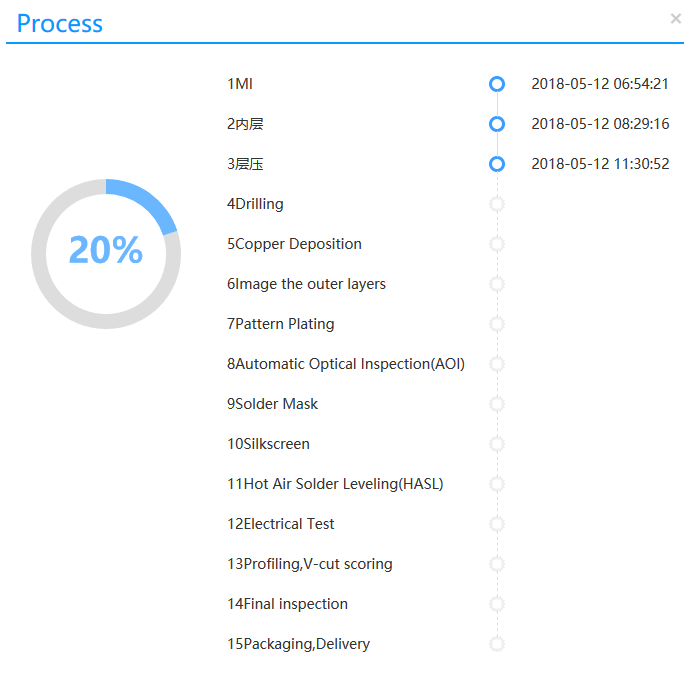 Process
×
1MI 2018-05-12 06:54:21
2内层 2018-05-12 08:29:16
3层压 2018-05-12 11:30:52
4Drilling
5Copper Deposition
20%
6Image the outer layers
7Pattern Plating
8Automatic Optical Inspection(AOI)
9Solder Mask
10Silkscreen
11Hot Air Solder Leveling(HASL)
12Electrical Test
13Profiling,V-cut scoring
14Final inspection
15Packaging,Delivery